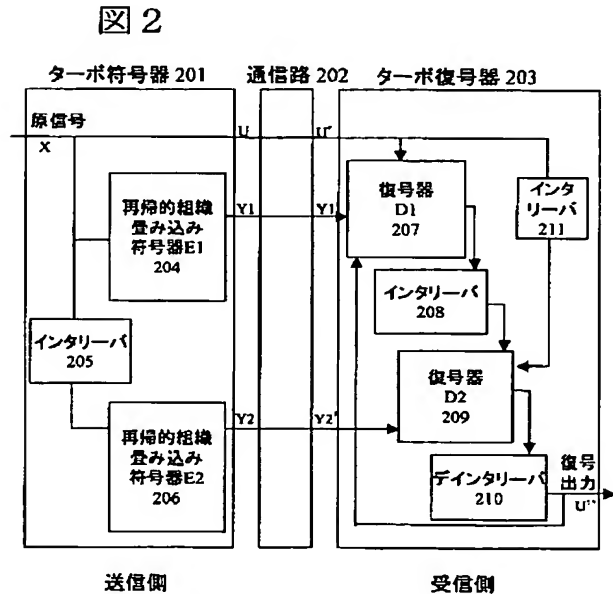 図２
ターボ符号器 201
通信路 202
ターボ復号器 203
原信号
X
U
U'
再帰的組織
畳み込み
符号器E1
204
Y1
Y1'
復号器
D1
207
インタ
リーバ
211
インタリーバ
208
インタリーバ
205
復号器
D2
209
再帰的組織
畳み込み
符号器E2
206
Y2
Y2'
デインタリーバ
210
復号
出力
U''
送信側
受信側